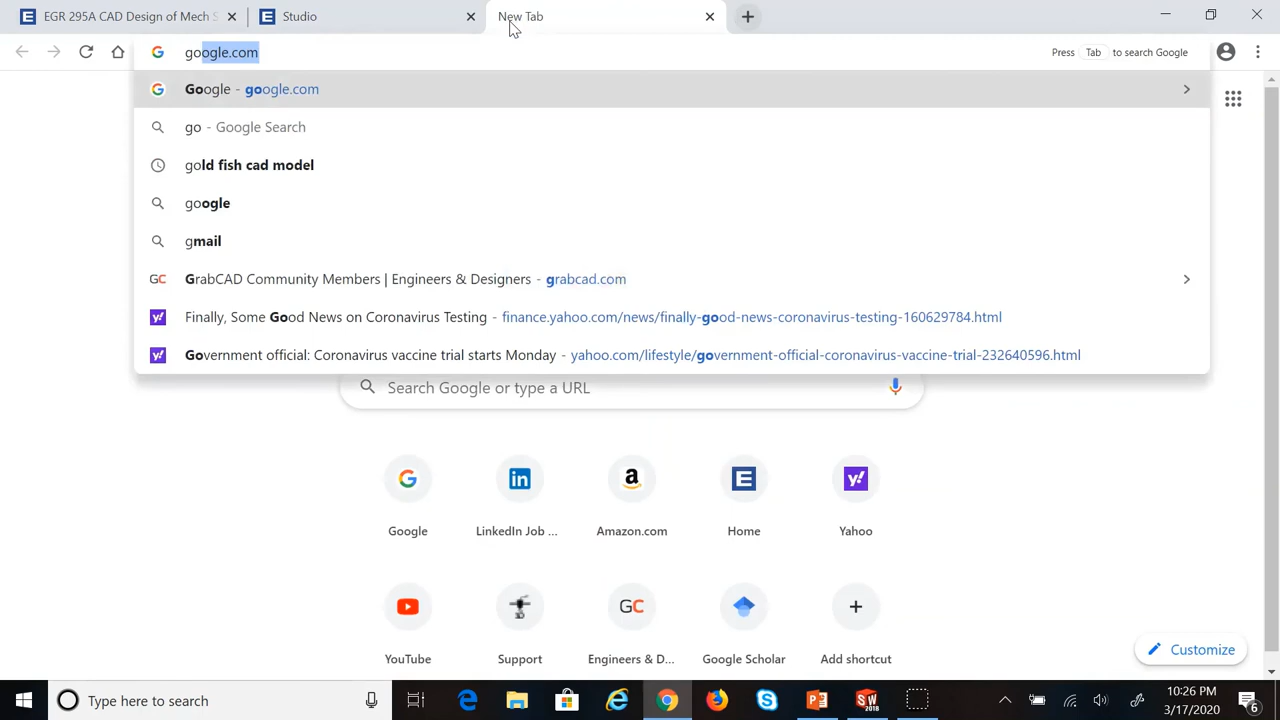 EGR 295A CAD Design of Mech S
Studio
New Tab
google.com
Press Tab to search Google
Google - google.com
go - Google Search
gold fish cad model
google
gmail
GC GrabCAD Community Members | Engineers & Designers - grabcad.com
Finally, Some Good News on Coronavirus Testing - finance.yahoo.com/news/finally-good-news-coronavirus-testing-160629784.html
Government official: Coronavirus vaccine trial starts Monday - yahoo.com/lifestyle/government-official-coronavirus-vaccine-trial-232640596.html
Search Google or type a URL
Google
LinkedIn Job ...
Amazon.com
Home
Yahoo
GC
YouTube
Support
Engineers & D...
Google Scholar
Add shortcut
Customize
Type here to search
SW
2018
10:26 PM
3/17/2020
6